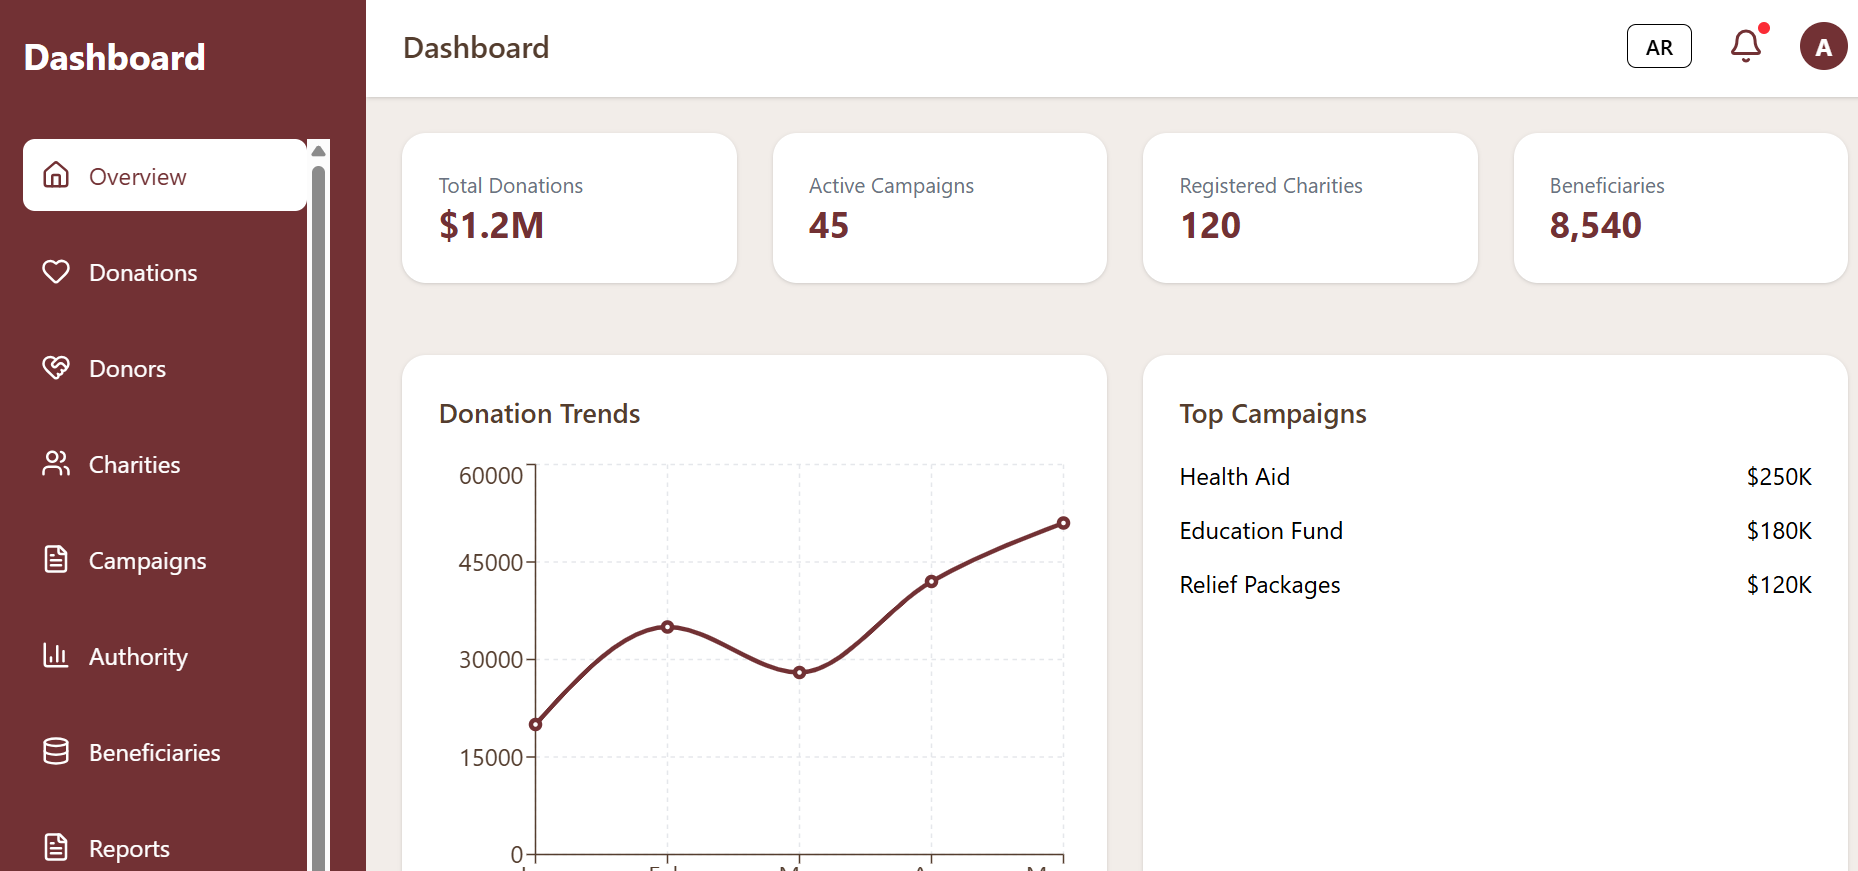 Dashboard
Overview
Donations
Donors
Charities
Campaigns
Authority
Beneficiaries
Reports
Dashboard
AR
A
Total Donations
$1.2M
Active Campaigns
45
Registered Charities
120
Beneficiaries
8,540
Donation Trends
60000
45000
30000
15000
0
Top Campaigns
Health Aid $250K
Education Fund $180K
Relief Packages $120K